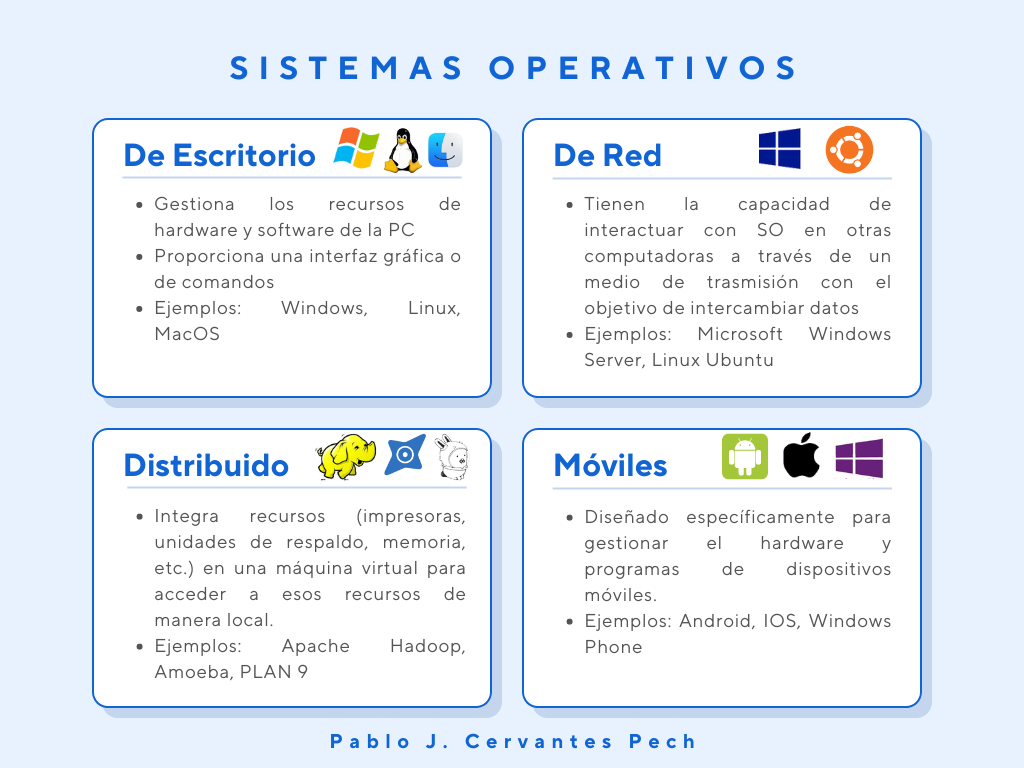 SISTEMAS OPERATIVOS
De Escritorio
Gestiona los recursos de
hardware y software de la PC
Proporciona una interfaz gráfica o
de comandos
Ejemplos: Windows, Linux,
MacOS
De Red
Tienen la capacidad de
interactuar con SO en otras
computadoras a través de un
medio de trasmisión con el
objetivo de intercambiar datos
Ejemplos: Microsoft Windows
Server, Linux Ubuntu
Distribuido
Integra recursos (impresoras,
unidades de respaldo, memoria,
etc.) en una máquina virtual para
acceder a esos recursos de
manera local.
Ejemplos: Apache Hadoop,
Amoeba, PLAN 9
Móviles
Diseñado específicamente para
gestionar el hardware y
programas de dispositivos
móviles.
Ejemplos: Android, IOS, Windows
Phone
Pablo J. Cervantes Pech